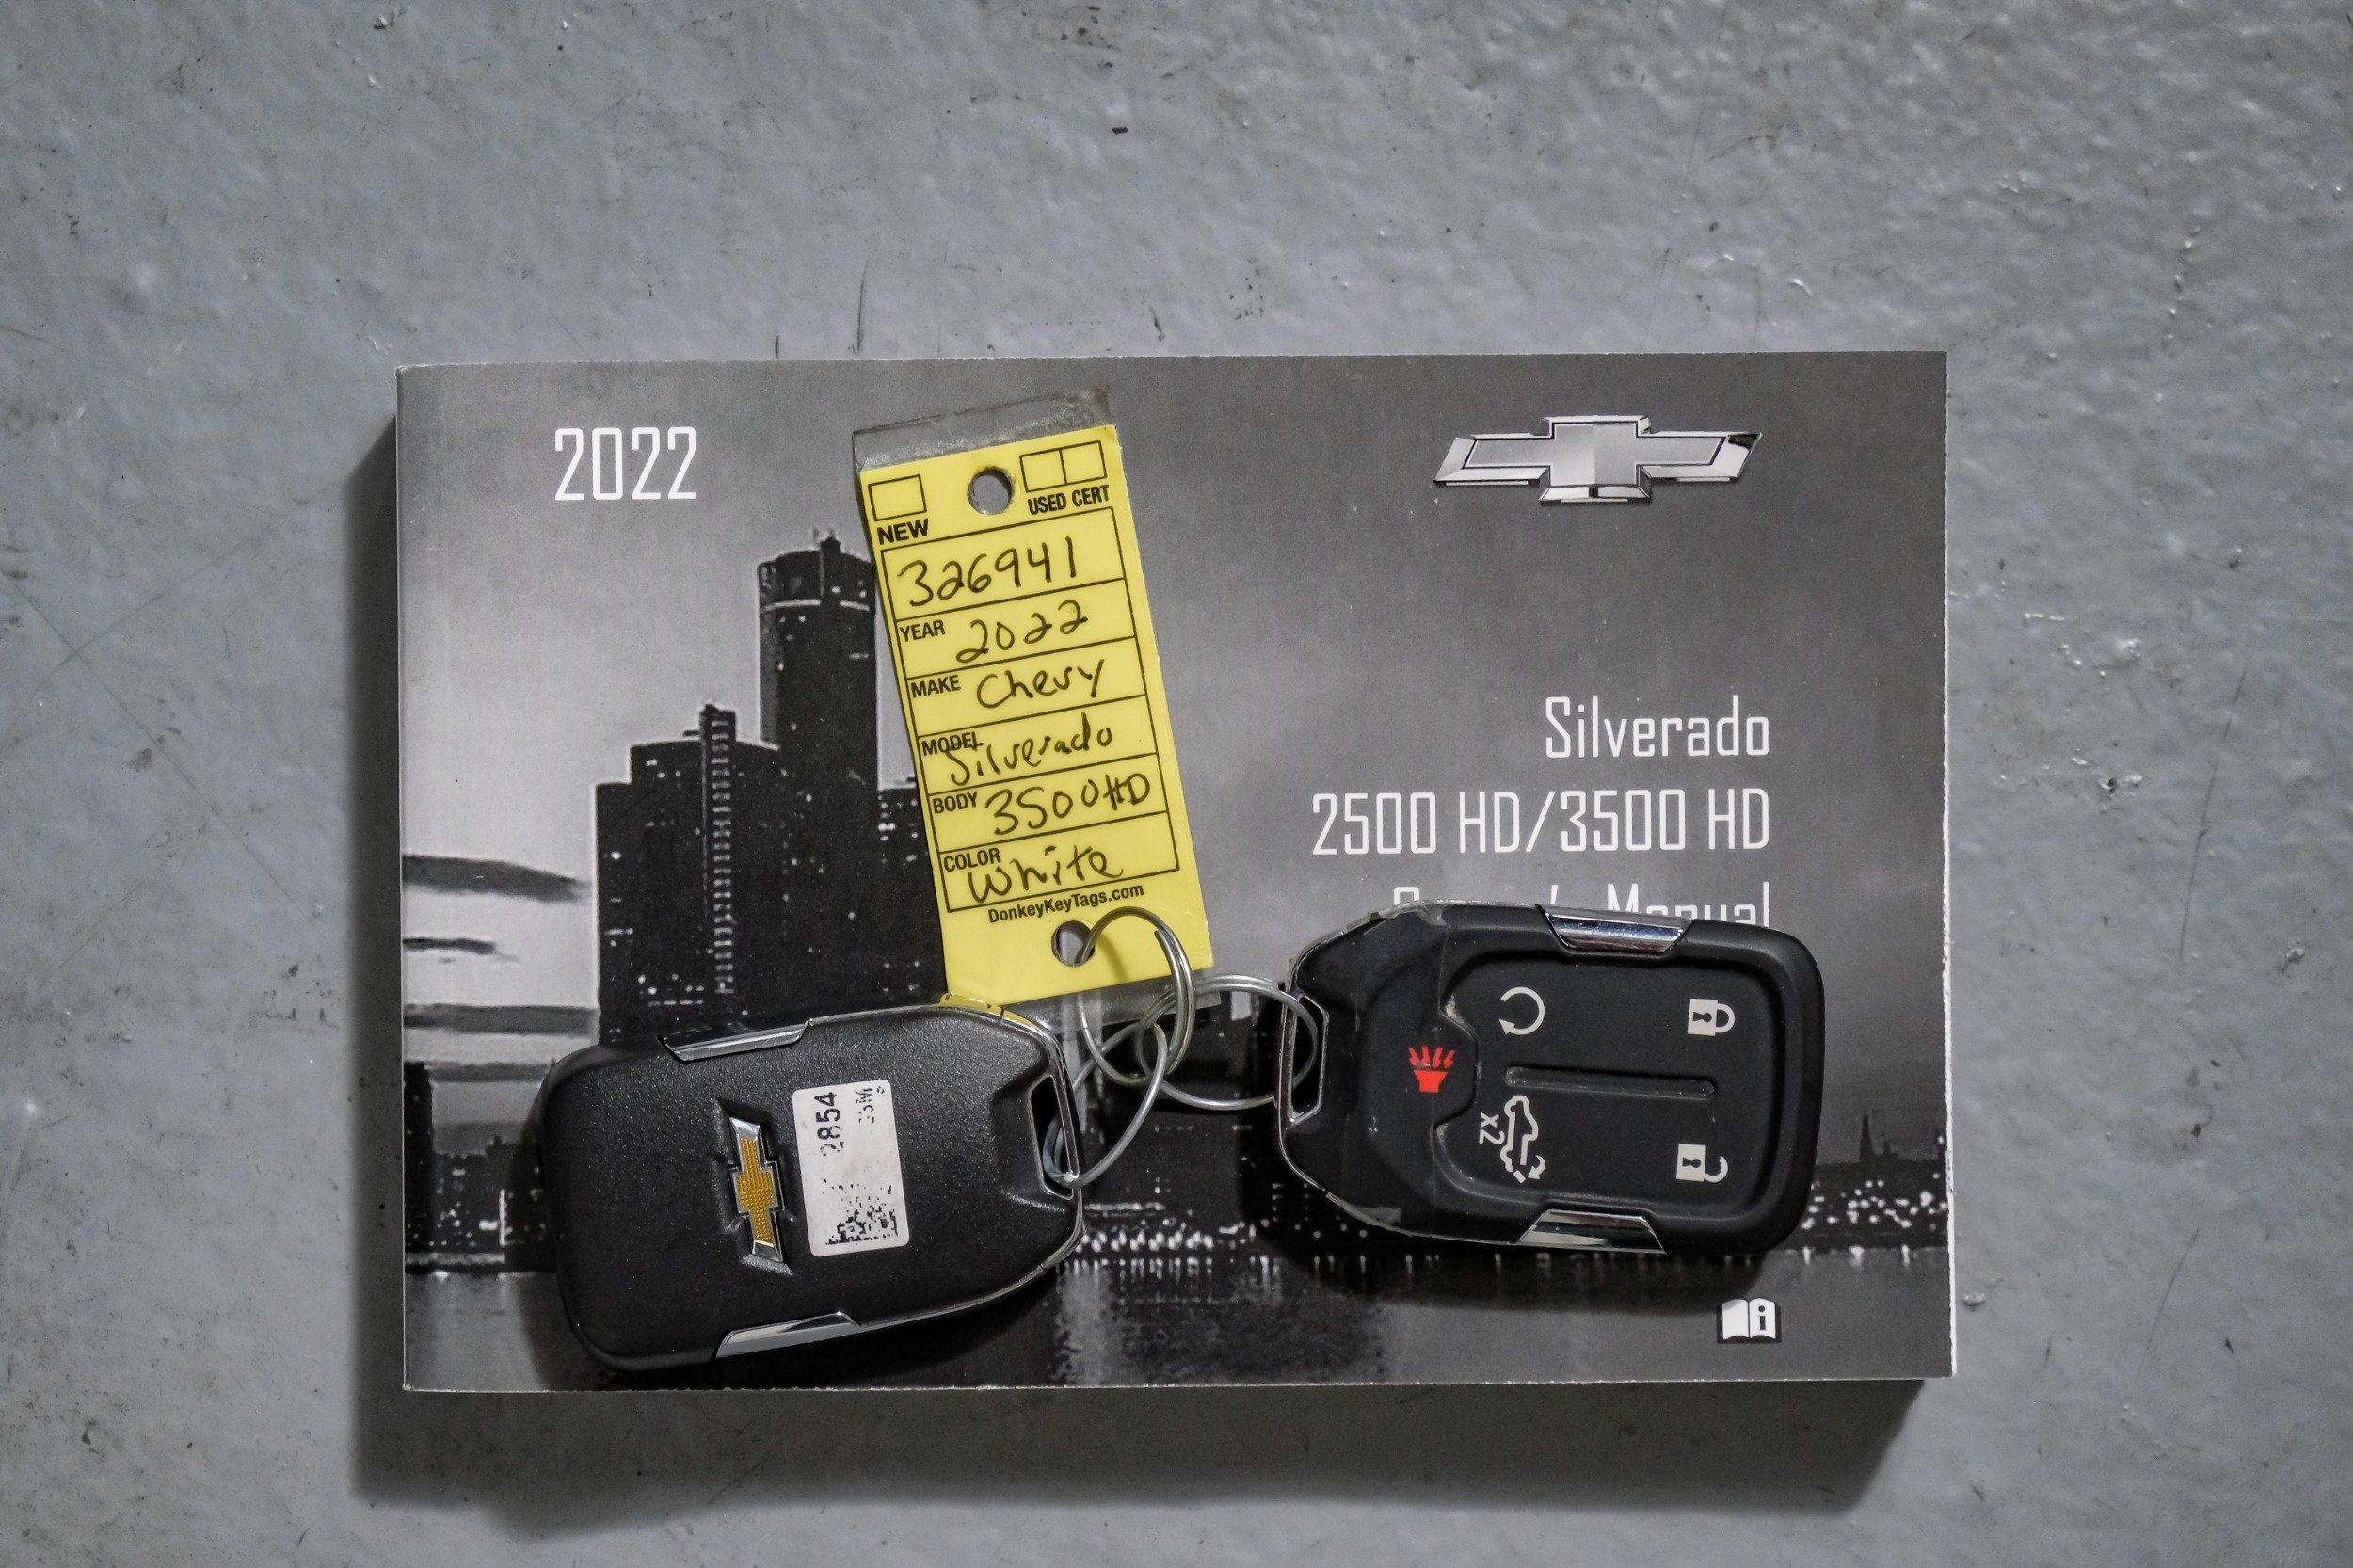 2022
NEW
USED CERT
326941
YEAR 2022
MAKE Chevy
MODEL Silverado
BODY 3500HD
COLOR White
DonkeyKeyTags.com
Silverado
2500 HD/3500 HD
Manual
2854
X2
i